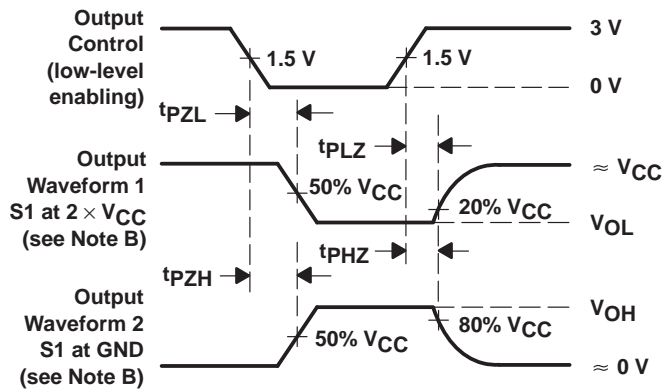 Output
Control
(low-level
enabling)
1.5 V
1.5 V
3 V
0 V
tPZL
tPLZ
Output
Waveform 1
S1 at 2 × VCC
(see Note B)
50% VCC
20% VCC
≈ VCC
VOL
tPZH
tPHZ
Output
Waveform 2
S1 at GND
(see Note B)
50% VCC
80% VCC
VOH
≈ 0 V